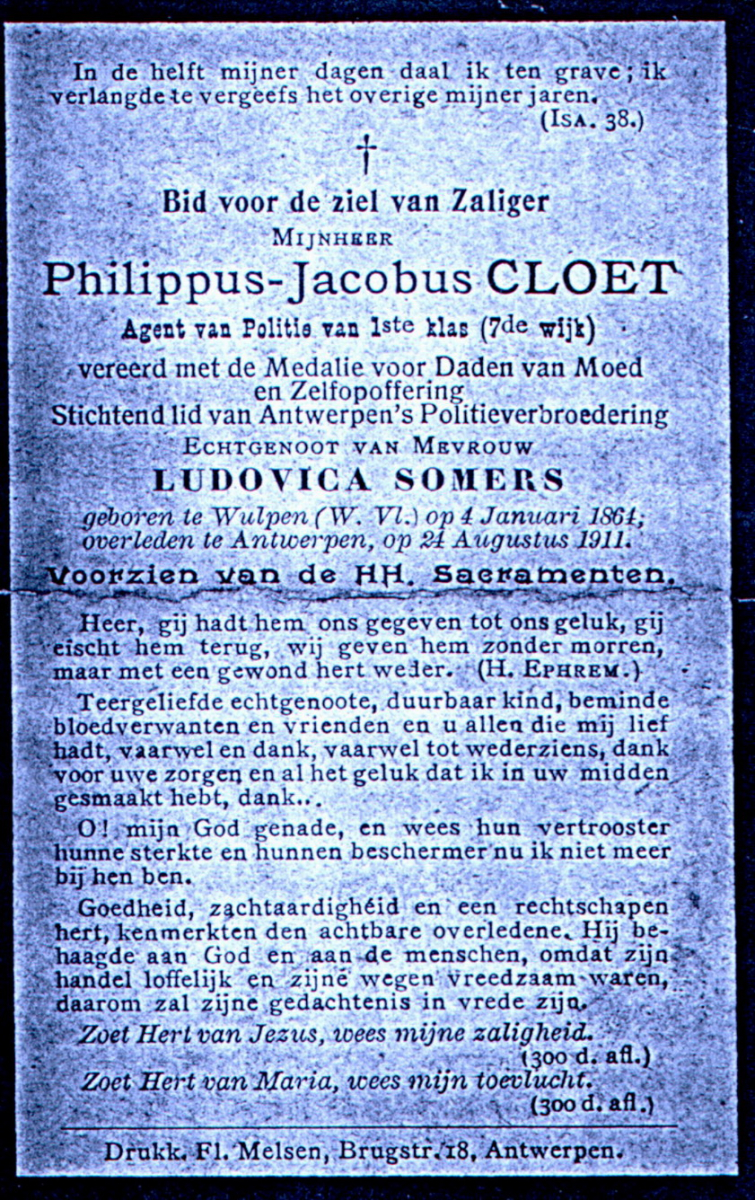 In de helft mijner dagen daal ik ten grave; ik
verlangde te vergeefs het overige mijner jaren.
(Isa. 38.)
†
Bid voor de ziel van Zaliger
Mijnheer
Philippus-Jacobus CLOET
Agent van Politie van 1ste klas (7de wijk)
vereerd met de Medalie voor Daden van Moed
en Zelfopoffering
Stichtend lid van Antwerpen's Politieverbroedering
Echtgenoot van Mevrouw
LUDOVICA SOMERS
geboren te Wulpen (W. Vl.) op 4 Januari 1864;
overleden te Antwerpen, op 24 Augustus 1911.
Voorzien van de HH. Sacramenten.
Heer, gij hadt hem ons gegeven tot ons geluk, gij
eischt hem terug, wij geven hem zonder morren,
maar met een gewond hert weder. (H. Ephrem.)
Teergeliefde echtgenoote, duurbaar kind, beminde
bloedverwanten en vrienden en u allen die mij lief
hadt, vaarwel en dank, vaarwel tot wederziens, dank
voor uwe zorgen en al het geluk dat ik in uw midden
gesmaakt hebt, dank...
O! mijn God genade, en wees hun vertrooster
hunne sterkte en hunnen beschermer nu ik niet meer
bij hen ben.
Goedheid, zachtaardighéid en een rechtschapen
hert, kenmerkten den achtbare overledene. Hij be-
haagde aan God en aan de menschen, omdat zijn
handel loffelijk en zijne wegen vreedzaam waren,
daarom zal zijne gedachtenis in vrede zijn.
Zoet Hert van Jezus, wees mijne zaligheid.
(300 d. afl.)
Zoet Hert van Maria, wees mijn toevlucht.
(300 d. afl.)
Drukk. Fl. Melsen, Brugstr. 18, Antwerpen.